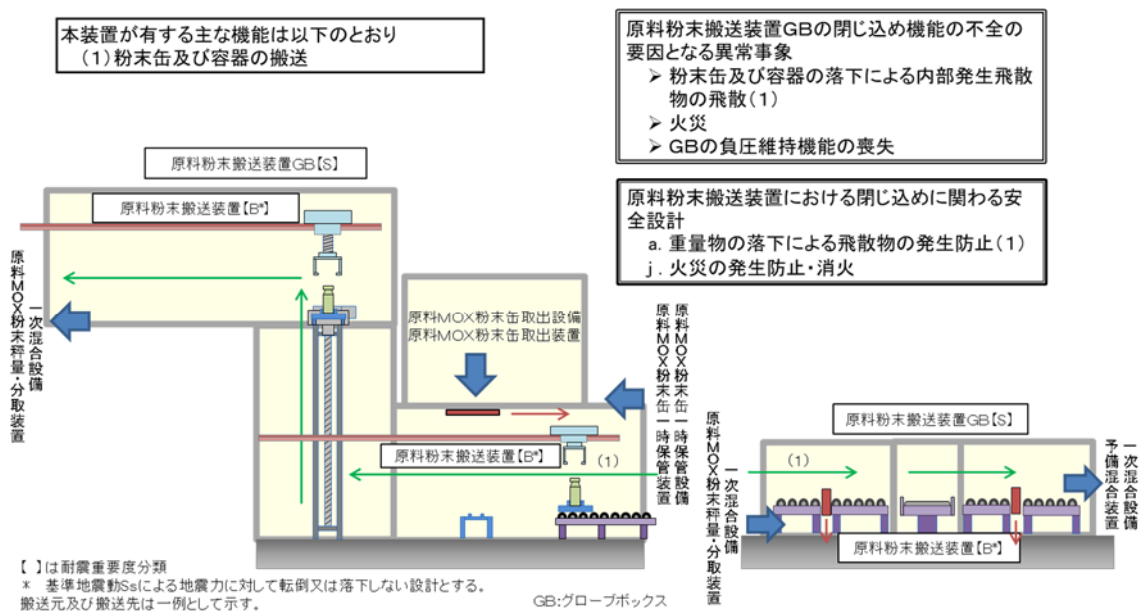 本装置が有する主な機能は以下のとおり
(1)粉末缶及び容器の搬送
原料粉末搬送装置GBの閉じ込め機能の不全の
要因となる異常事象
➢ 粉末缶及び容器の落下による内部発生飛散
物の飛散(1)
➢ 火災
➢ GBの負圧維持機能の喪失
原料粉末搬送装置における閉じ込めに関わる安
全設計
a. 重量物の落下による飛散物の発生防止(1)
j. 火災の発生防止・消火
原料粉末搬送装置GB【S】
原料粉末搬送装置【B*】
一次混合設備
原料MOX粉末秤量・分取装置
原料MOX粉末缶取出設備
原料MOX粉末缶取出装置
原料MOX粉末缶一時保管設備
原料MOX粉末缶一時保管装置
原料粉末搬送装置【B*】
(1)
原料粉末搬送装置GB【S】
一次混合設備
原料MOX粉末秤量・分取装置
(1)
一次混合設備
予備混合装置
原料粉末搬送装置【B*】
【 】は耐震重要度分類
* 基準地震動Ssによる地震力に対して転倒又は落下しない設計とする。
搬送元及び搬送先は一例として示す。
GB:グローブボックス